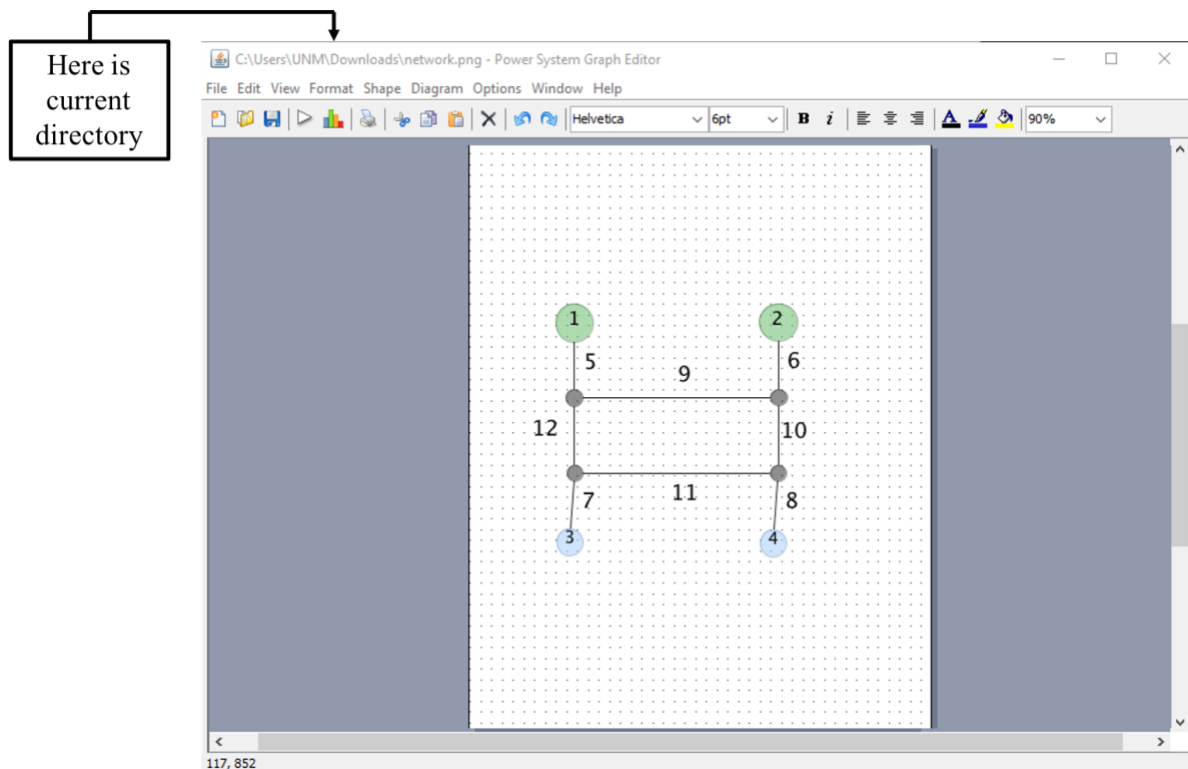 Here is
current
directory
C:\Users\UNM\Downloads\network.png - Power System Graph Editor
File Edit View Format Shape Diagram Options Window Help
Helvetica 6pt B i A 90%
1 2
5 6
9
12 10
11
7 8
3 4
117, 852